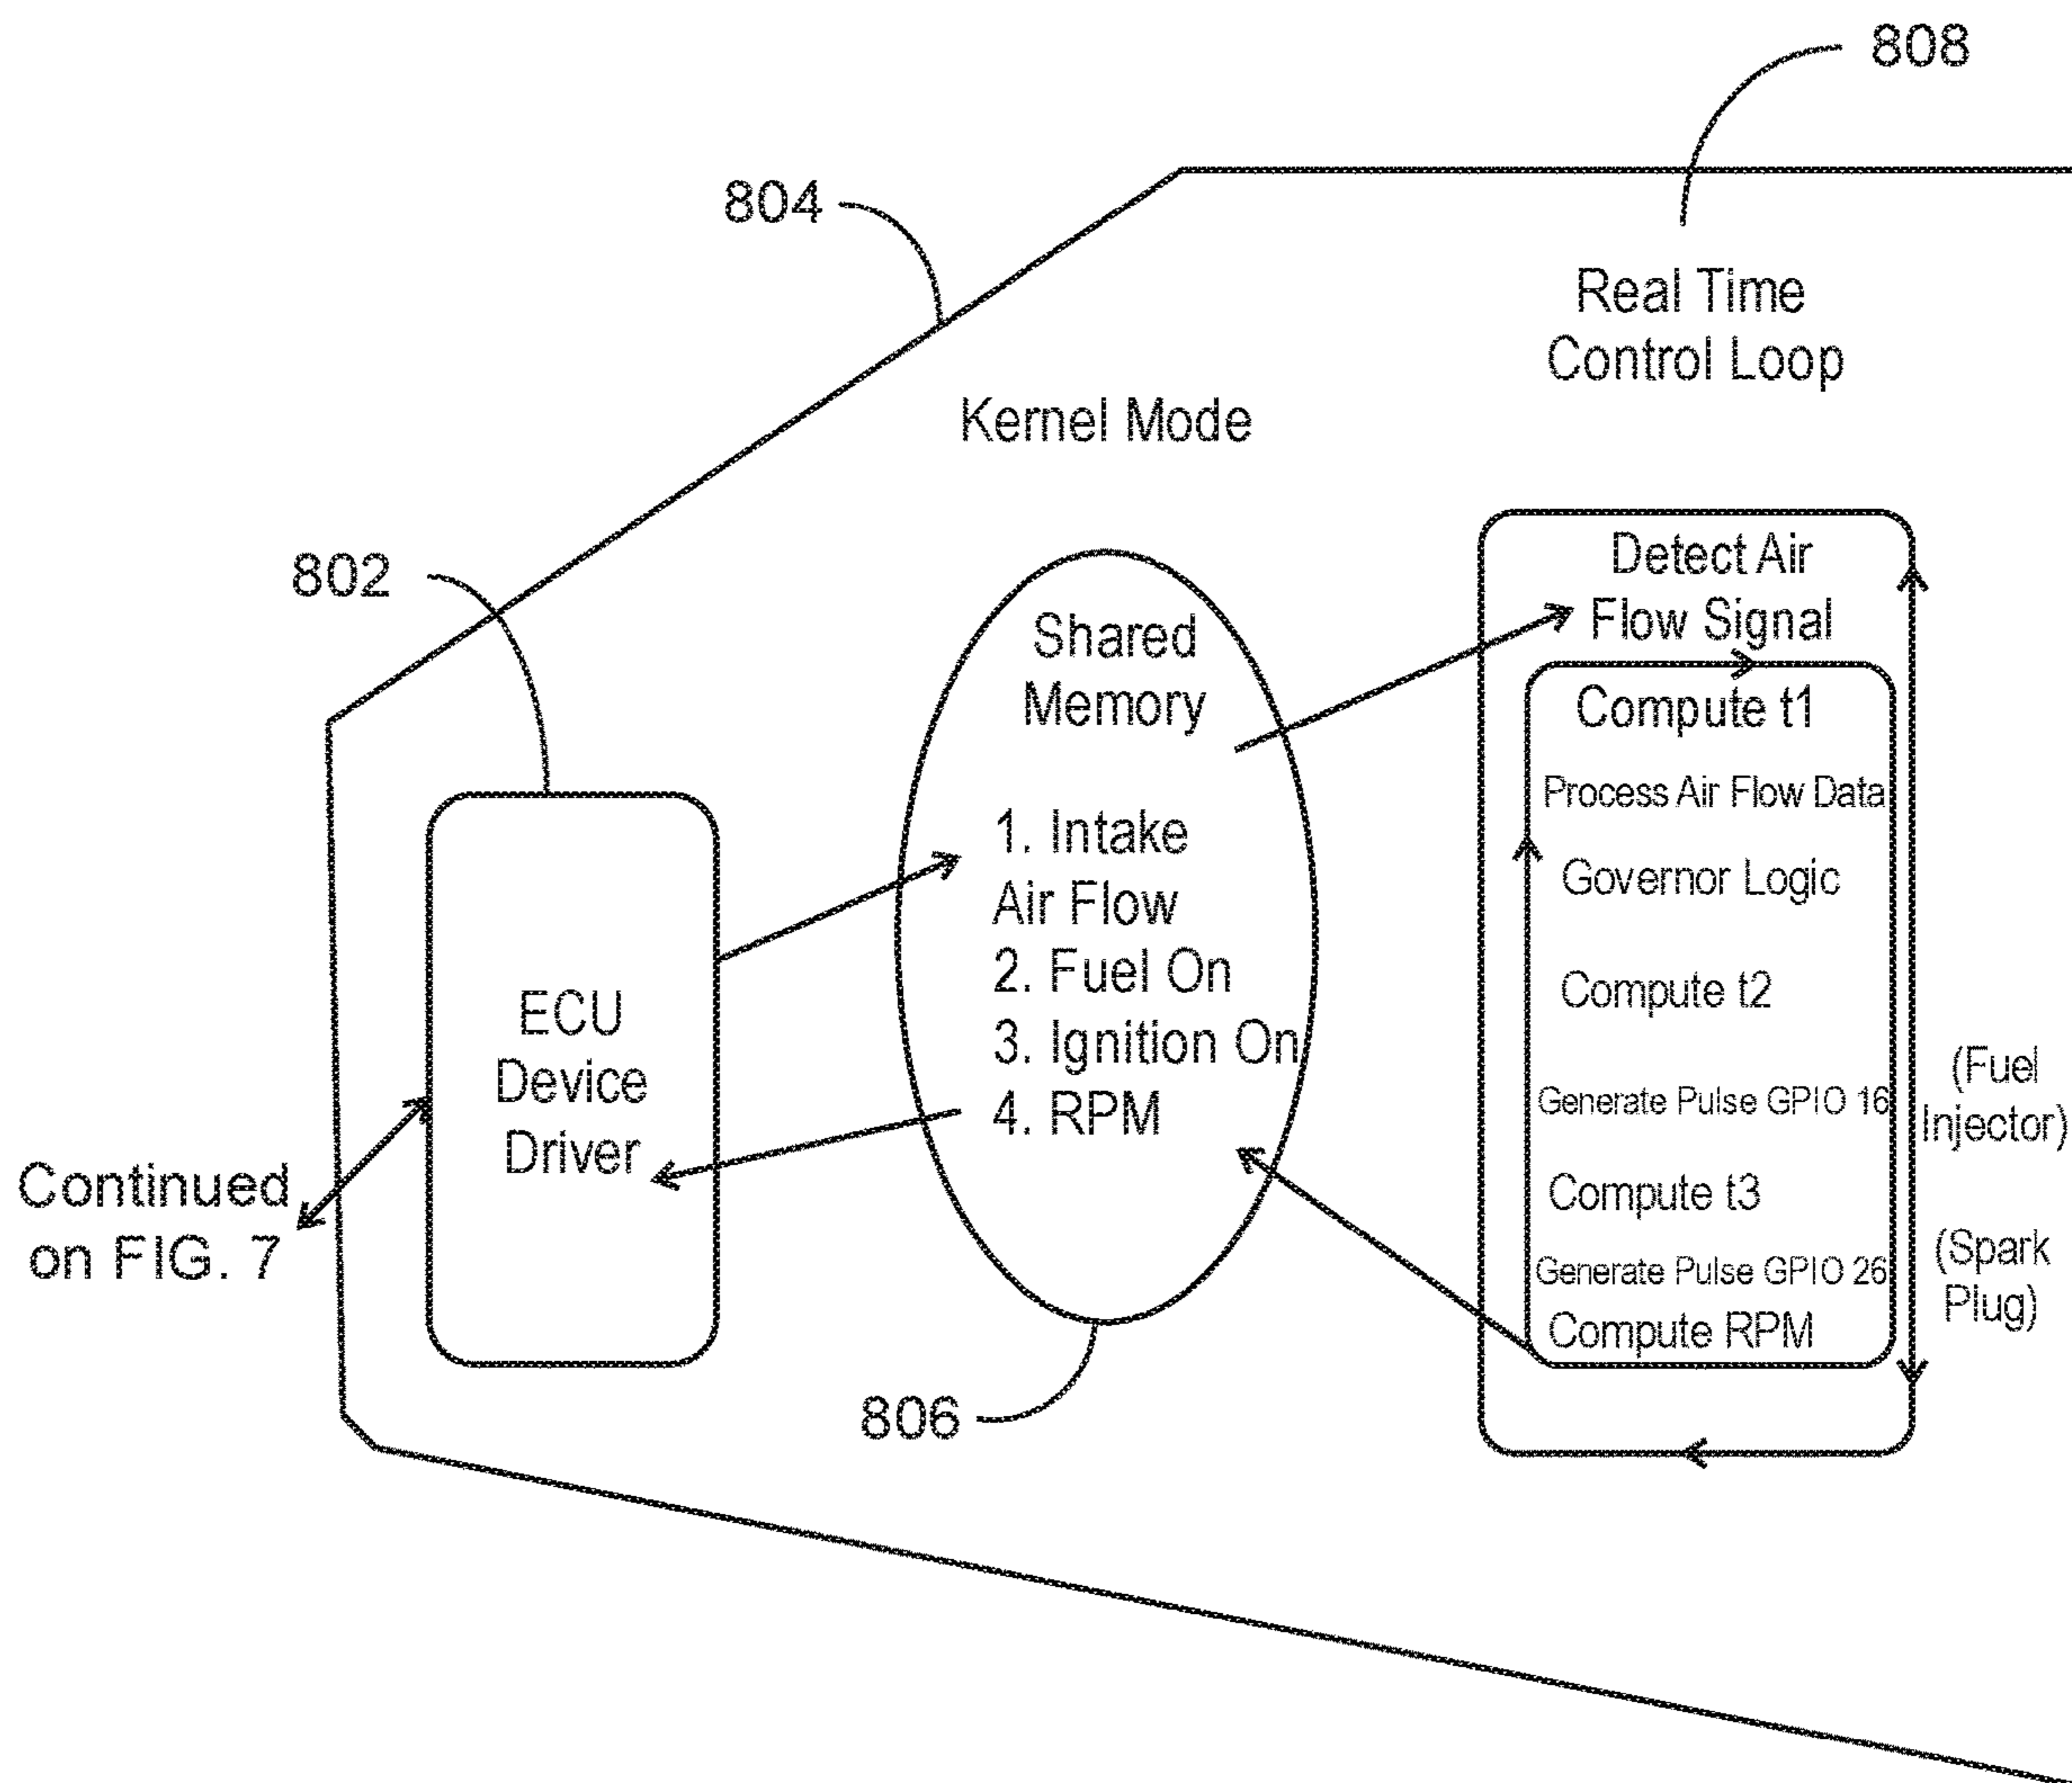 808
804
Real Time
Control Loop
Kernel Mode
802
Detect Air
Flow Signal
Shared
Memory
Compute t1
Process Air Flow Data
1. Intake
Air Flow
Governor Logic
2. Fuel On
Compute t2
ECU
Device
Driver
3. Ignition On
4. RPM
Generate Pulse GPIO 16
(Fuel
Injector)
Continued
on FIG. 7
Compute t3
Generate Pulse GPIO 26
(Spark
Plug)
Compute RPM
806